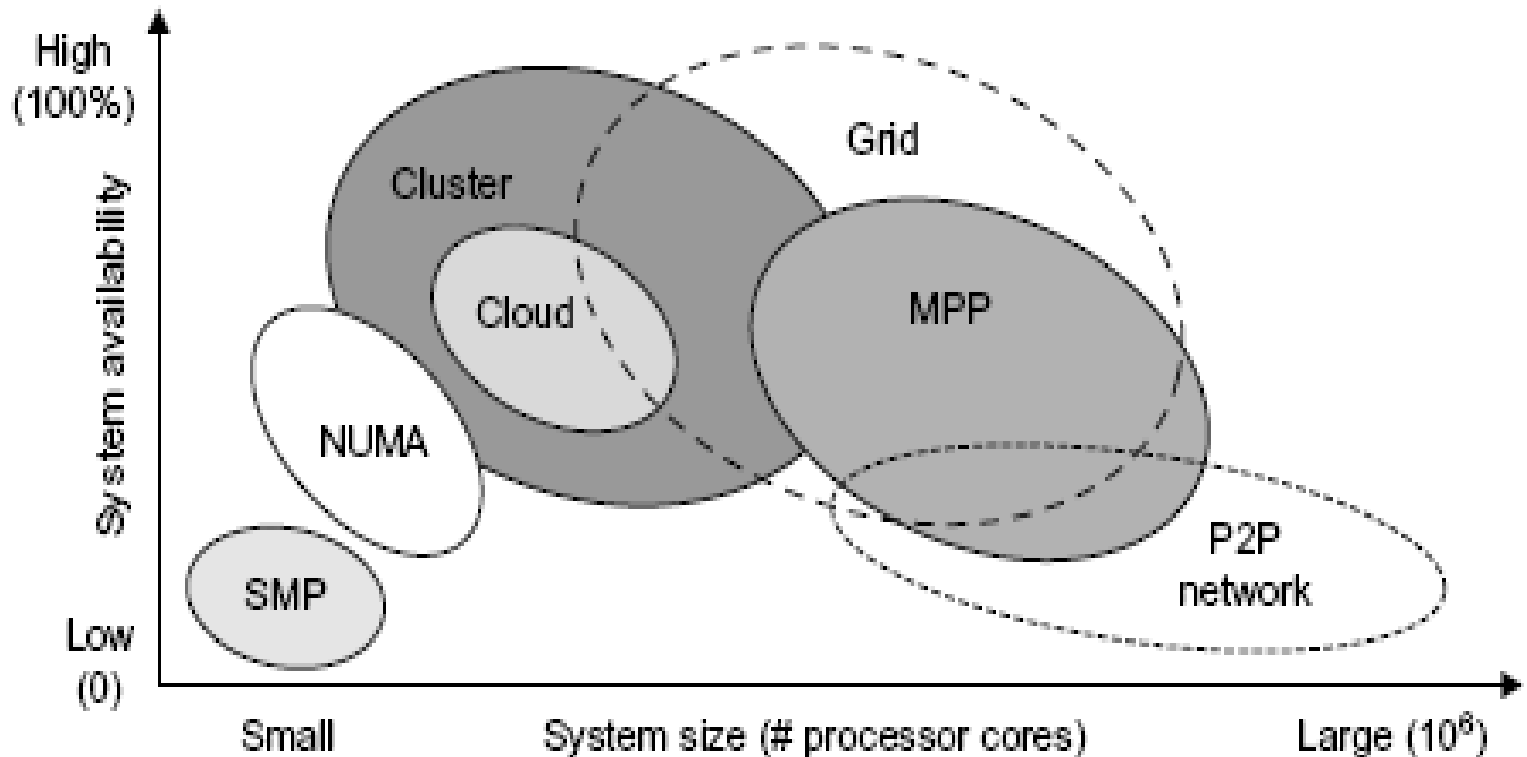 High
(100%)
System availability
Low
(0)
Cluster
Grid
Cloud
MPP
NUMA
SMP
P2P
network
Small
System size (# processor cores)
Large (10⁶)